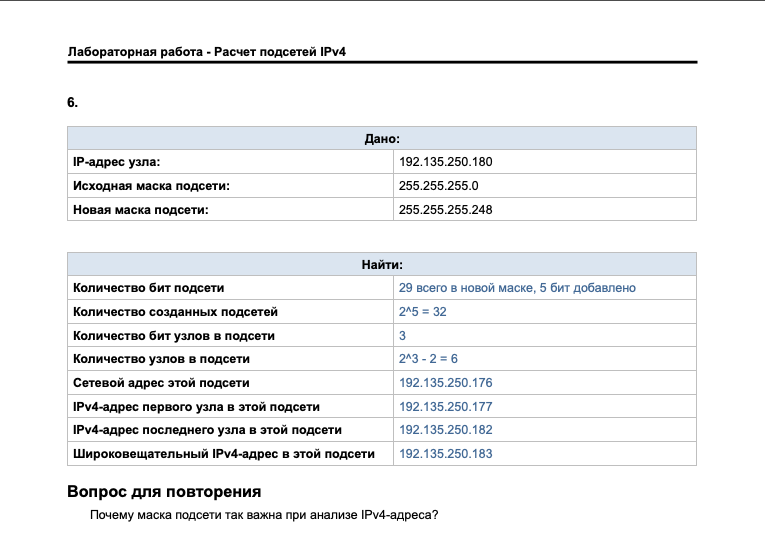 Лабораторная работа - Расчет подсетей IPv4
6.
Дано:
IP-адрес узла: 192.135.250.180
Исходная маска подсети: 255.255.255.0
Новая маска подсети: 255.255.255.248
Найти:
Количество бит подсети 29 всего в новой маске, 5 бит добавлено
Количество созданных подсетей 2^5 = 32
Количество бит узлов в подсети 3
Количество узлов в подсети 2^3 - 2 = 6
Сетевой адрес этой подсети 192.135.250.176
IPv4-адрес первого узла в этой подсети 192.135.250.177
IPv4-адрес последнего узла в этой подсети 192.135.250.182
Широковещательный IPv4-адрес в этой подсети 192.135.250.183
Вопрос для повторения
Почему маска подсети так важна при анализе IPv4-адреса?